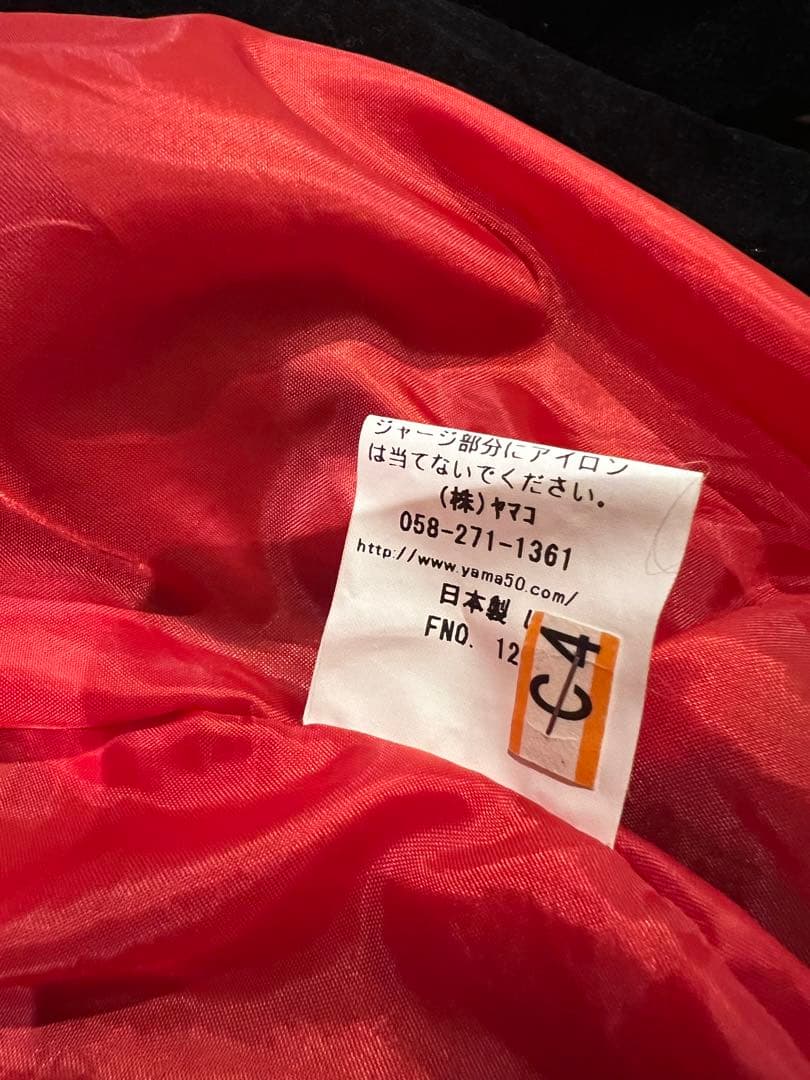 ジャージ部分にアイロン
は当てないでください。
(株)ヤマコ
058-271-1361
http://www.yama50.com/
日本製
FNO. 12
C4